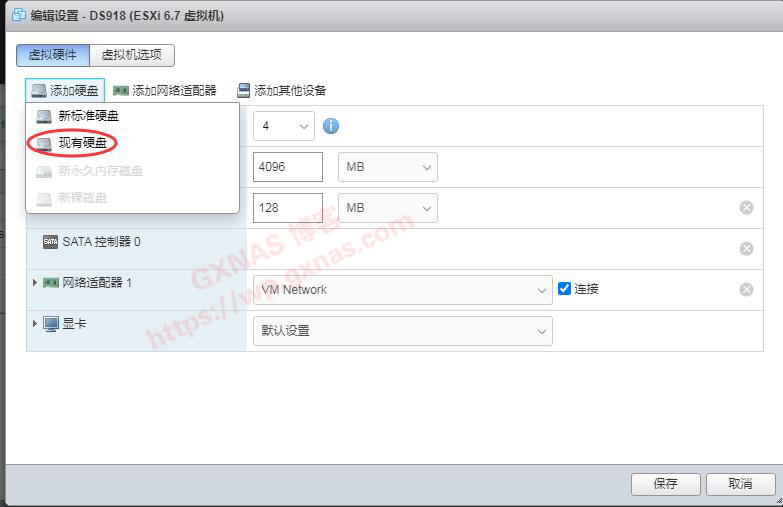 编辑设置 - DS918 (ESXi 6.7 虚拟机)
虚拟硬件 虚拟机选项
添加硬盘 添加网络适配器 添加其他设备
新标准硬盘
4
现有硬盘
4096 MB
新永久内存磁盘
新裸磁盘
128 MB
SATA SATA 控制器 0
网络适配器 1 VM Network 连接
显卡 默认设置
GXNAS 博客
https://wp.gxnas.com
保存 取消